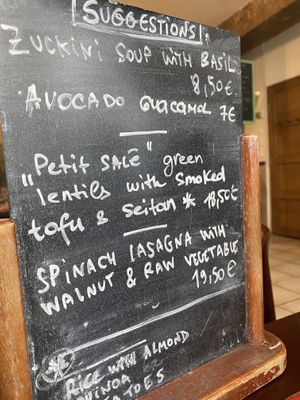 SUGGESTIONS
ZUCKINI SOUP WITH BASIL
8,50€.
AVOCADO GUACAMOL 7€
"PETIT SALÉ" green
lentils with smoked
tofu & seitan * 18,50€
SPINACH LASAGNA WITH
WALNUT & RAW VEGETABLE
19,50€
RICE WITH ALMOND